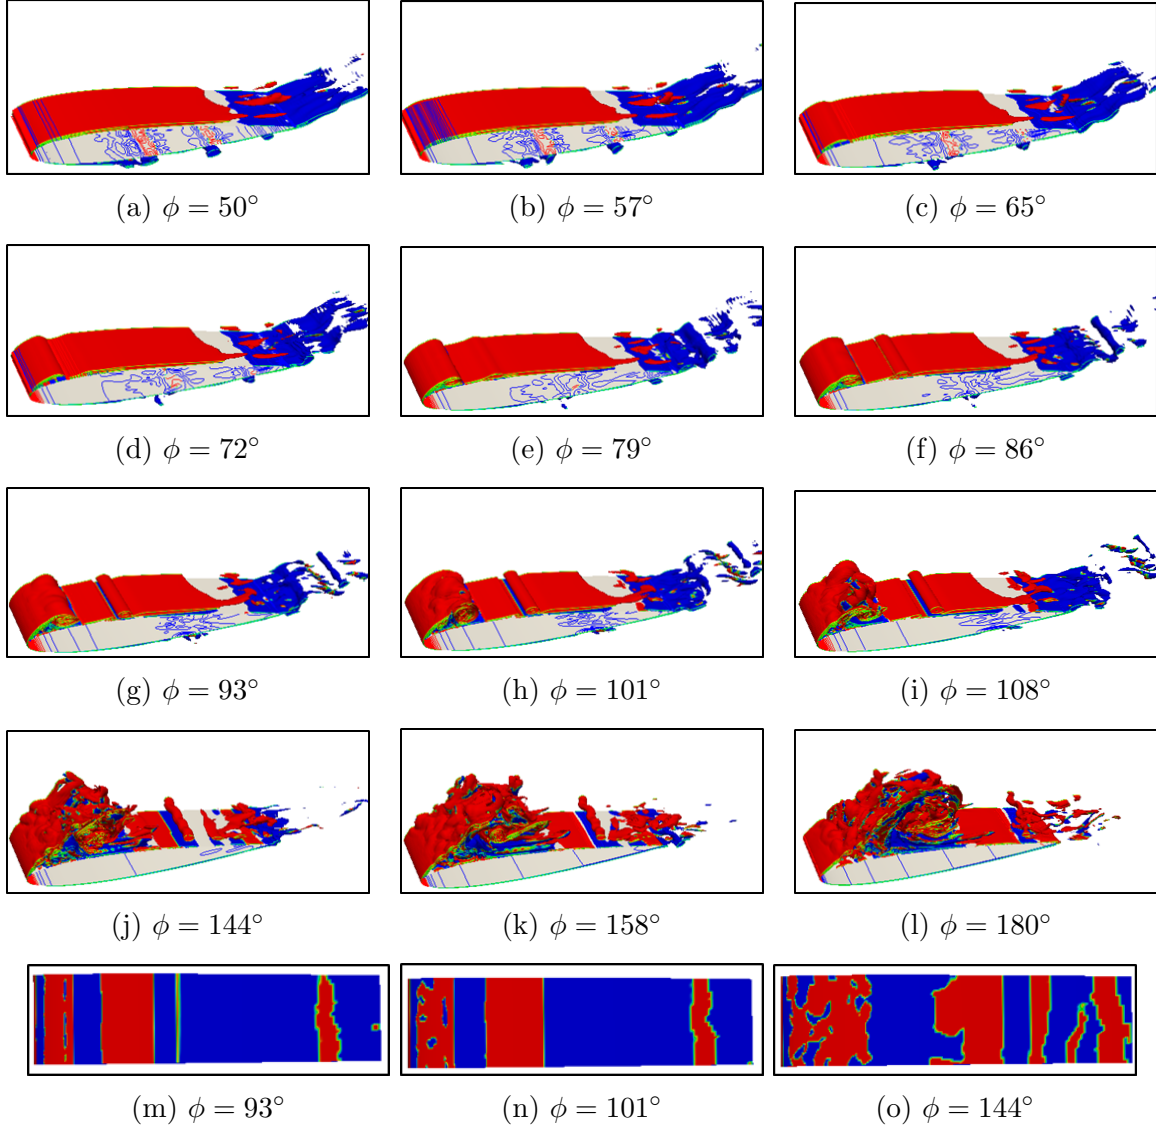 (a) ϕ = 50°
(b) ϕ = 57°
(c) ϕ = 65°
(d) ϕ = 72°
(e) ϕ = 79°
(f) ϕ = 86°
(g) ϕ = 93°
(h) ϕ = 101°
(i) ϕ = 108°
(j) ϕ = 144°
(k) ϕ = 158°
(l) ϕ = 180°
(m) ϕ = 93°
(n) ϕ = 101°
(o) ϕ = 144°